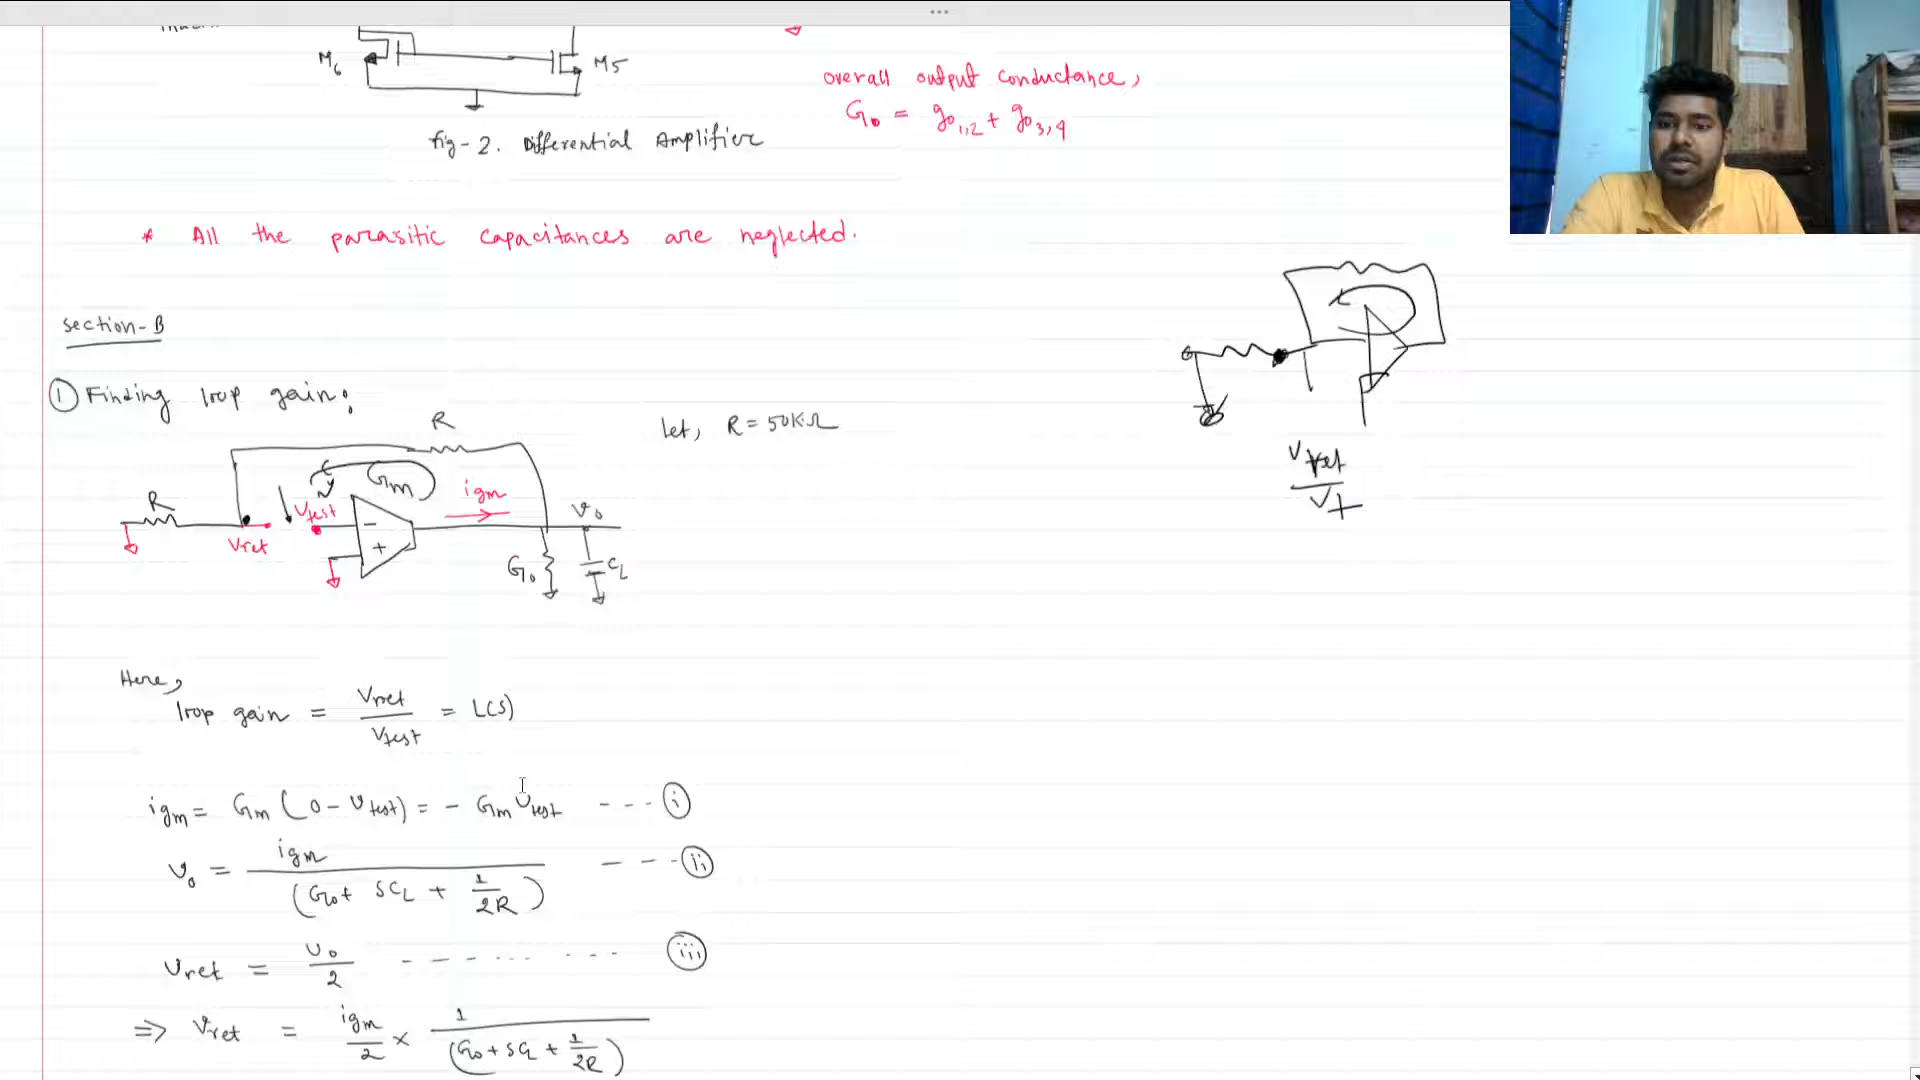 M6
M5
overall output conductance,
G0 = g01,2 + g03,4
fig-2. Differential Amplifier
* All the parasitic capacitances are neglected.
section-B
① Finding loop gain:
R
let, R = 50KΩ
Gm
igm
R
Vtest
Vret
-
+
v0
G0
CL
Vret
Vt
Here,
loop gain = Vret / Vtest = L(s)
igm = Gm (0 - Vtest) = - Gm Vtest --- (i)
v0 = igm / (G0 + SCL + 1/2R) --- (ii)
Vret = v0 / 2 --------- (iii)
=> Vret = igm / 2 × 1 / (G0 + SCL + 1/2R)